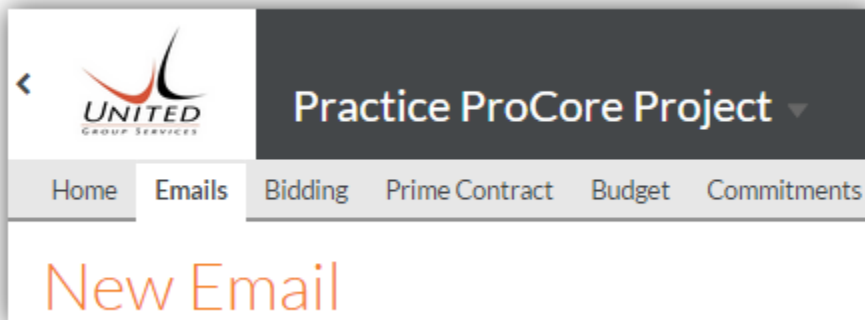 UNITED
GROUP SERVICES
Practice ProCore Project
Home Emails Bidding Prime Contract Budget Commitments
New Email